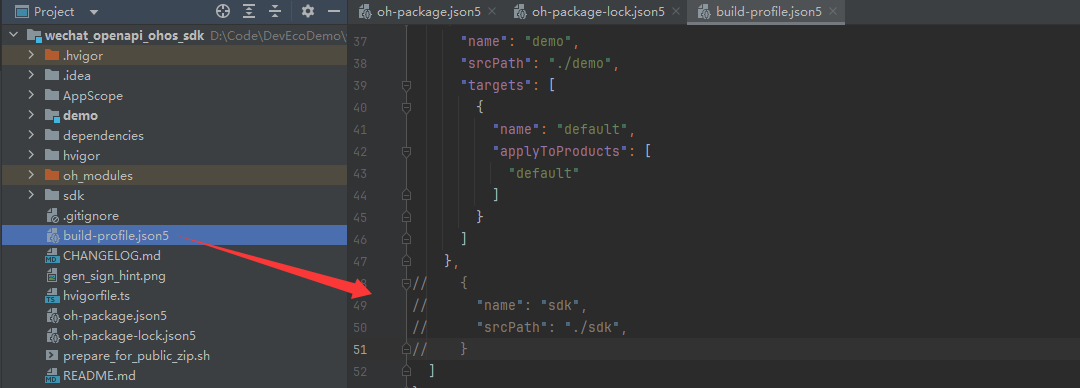 Project
oh-package.json5
oh-package-lock.json5
build-profile.json5
wechat_openapi_ohos_sdk D:\Code\DevEcoDemo\
.hvigor
.idea
AppScope
demo
dependencies
hvigor
oh_modules
sdk
.gitignore
build-profile.json5
CHANGELOG.md
gen_sign_hint.png
hvigorfile.ts
oh-package.json5
oh-package-lock.json5
prepare_for_public_zip.sh
README.md
37 "name": "demo",
38 "srcPath": "./demo",
39 "targets": [
40 {
41 "name": "default",
42 "applyToProducts": [
43 "default"
44 ]
45 }
46 ]
47 },
// {
49 // "name": "sdk",
50 // "srcPath": "./sdk",
51 // }
52 ]